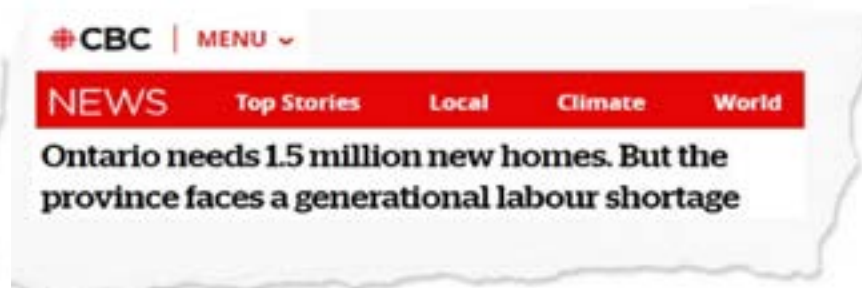 CBC | MENU
NEWS Top Stories Local Climate World
Ontario needs 1.5 million new homes. But the
province faces a generational labour shortage